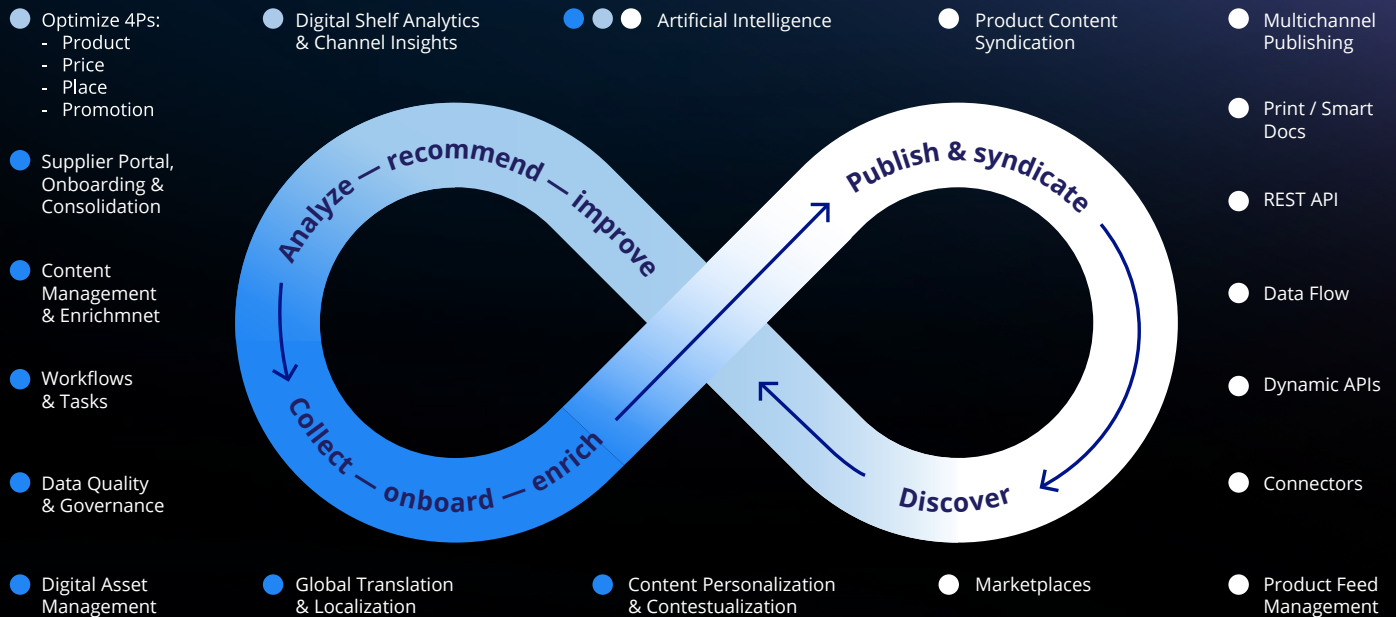 Optimize 4Ps:
- Product
- Price
- Place
- Promotion
Digital Shelf Analytics
& Channel Insights
Artificial Intelligence
Product Content
Syndication
Multichannel
Publishing
Supplier Portal,
Onboarding &
Consolidation
Content
Management
& Enrichmnet
Workflows
& Tasks
Data Quality
& Governance
Digital Asset
Management
Analyze — recommend — improve
Collect — onboard — enrich
Publish & syndicate
Discover
Print / Smart
Docs
REST API
Data Flow
Dynamic APIs
Connectors
Global Translation
& Localization
Content Personalization
& Contestualization
Marketplaces
Product Feed
Management